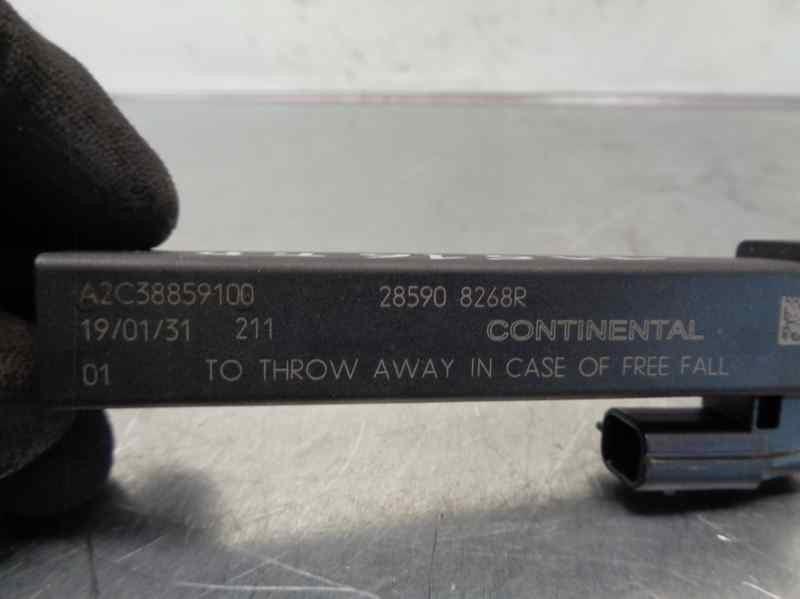 A2C38859100 28590 8268R
19/01/31 211 CONTINENTAL
01 TO THROW AWAY IN CASE OF FREE FALL